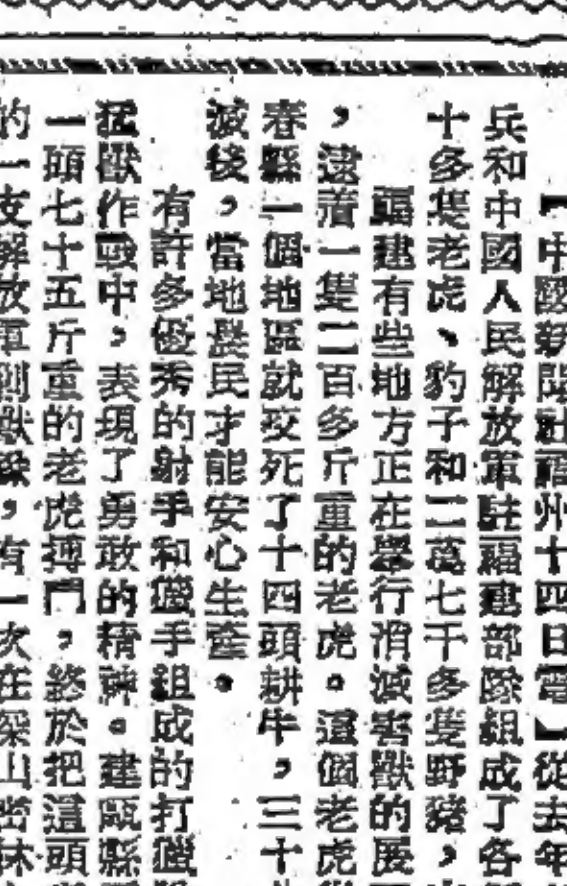 【中國新聞社福州十四日電】從去年
兵和中國人民解放軍駐福建部隊組成了各
十多隻老虎、豹子和二萬七千多隻野豬，
福建有些地方正在舉行消滅害獸的展
，逮着一隻二百多斤重的老虎。這個老虎
春縣一個地區就咬死了十四頭耕牛，三十
滅後，當地農民才能安心生產。
有許多優秀的射手和獵手組成的打獵
猛獸作戰中，表現了勇敢的精神。建甌縣
一頭七十五斤重的老虎搏鬥，終於把這頭
的一支解放軍剿獸隊，有一次在深山密林